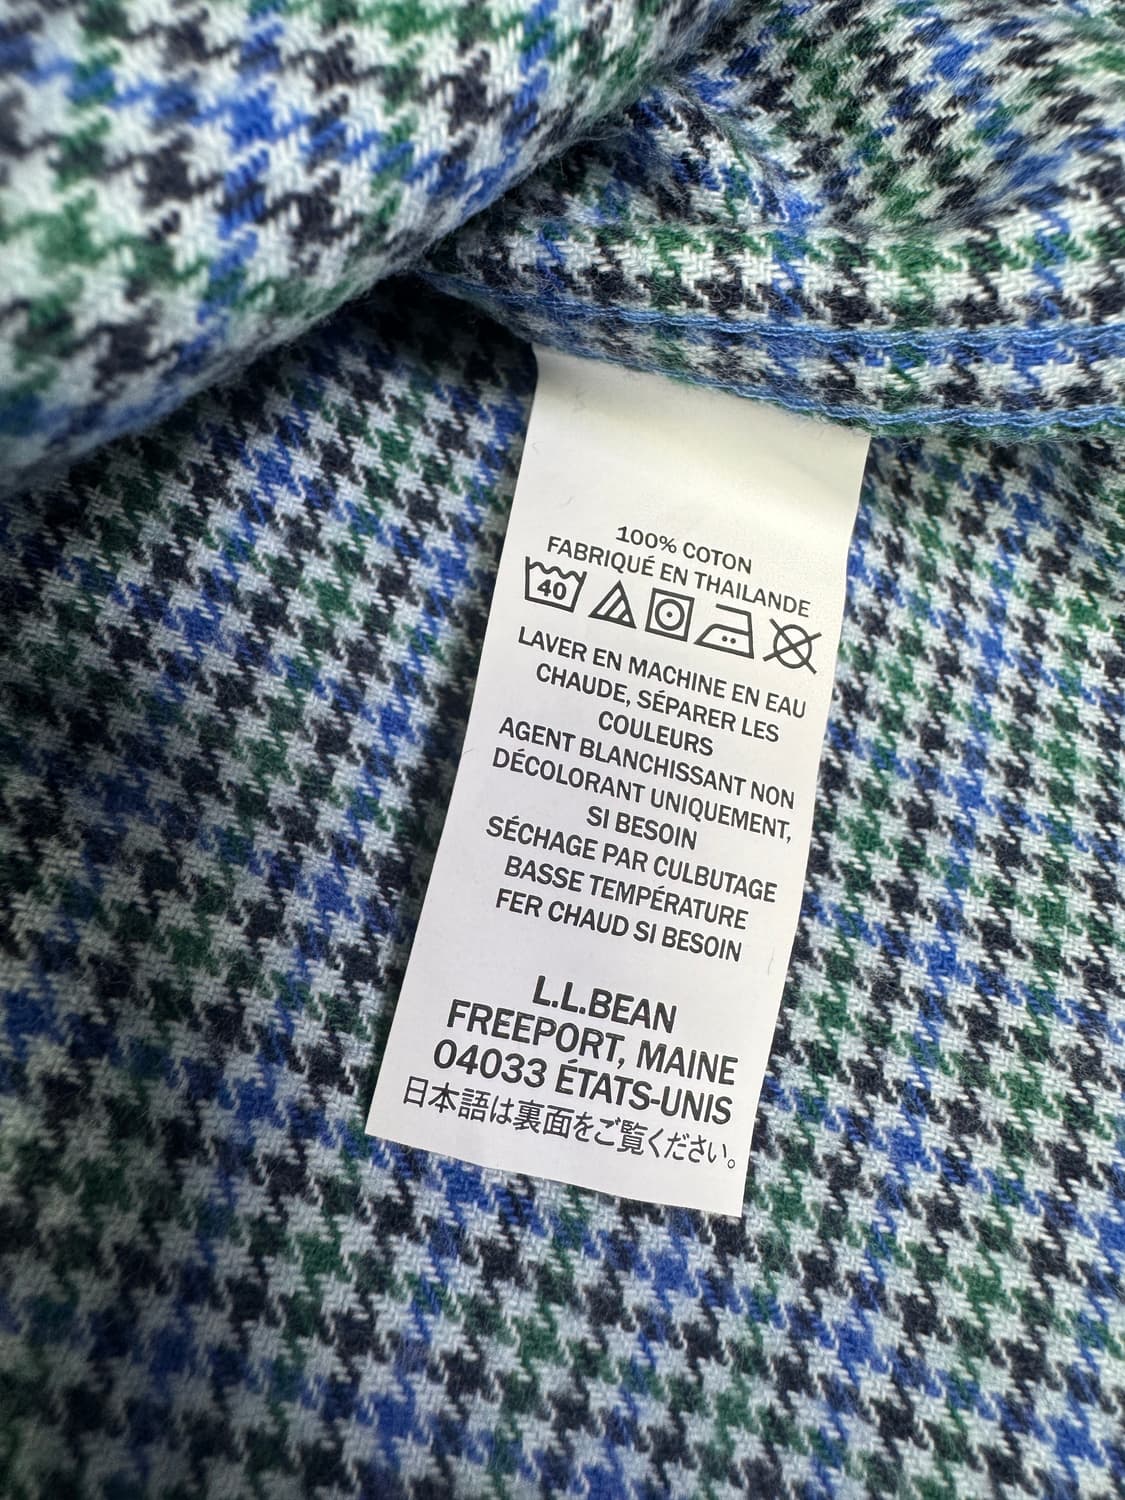 100% COTON
FABRIQUÉ EN THAILANDE
40
LAVER EN MACHINE EN EAU
CHAUDE, SÉPARER LES
COULEURS
AGENT BLANCHISSANT NON
DÉCOLORANT UNIQUEMENT,
SI BESOIN
SÉCHAGE PAR CULBUTAGE
BASSE TEMPÉRATURE
FER CHAUD SI BESOIN
L.L.BEAN
FREEPORT, MAINE
04033 ÉTATS-UNIS
日本語は裏面をご覧ください。